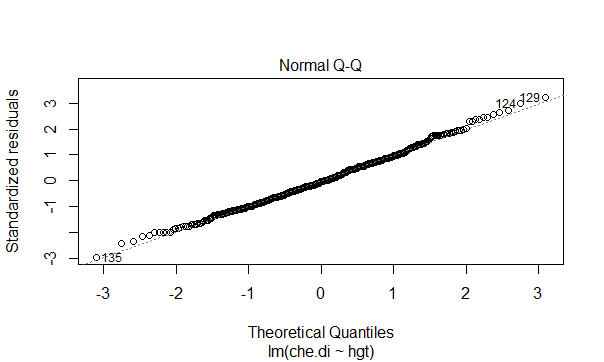 Normal Q-Q
Standardized residuals
3
2
1
0
-1
-3
124
129
135
-3 -2 -1 0 1 2 3
Theoretical Quantiles
lm(che.di ~ hgt)